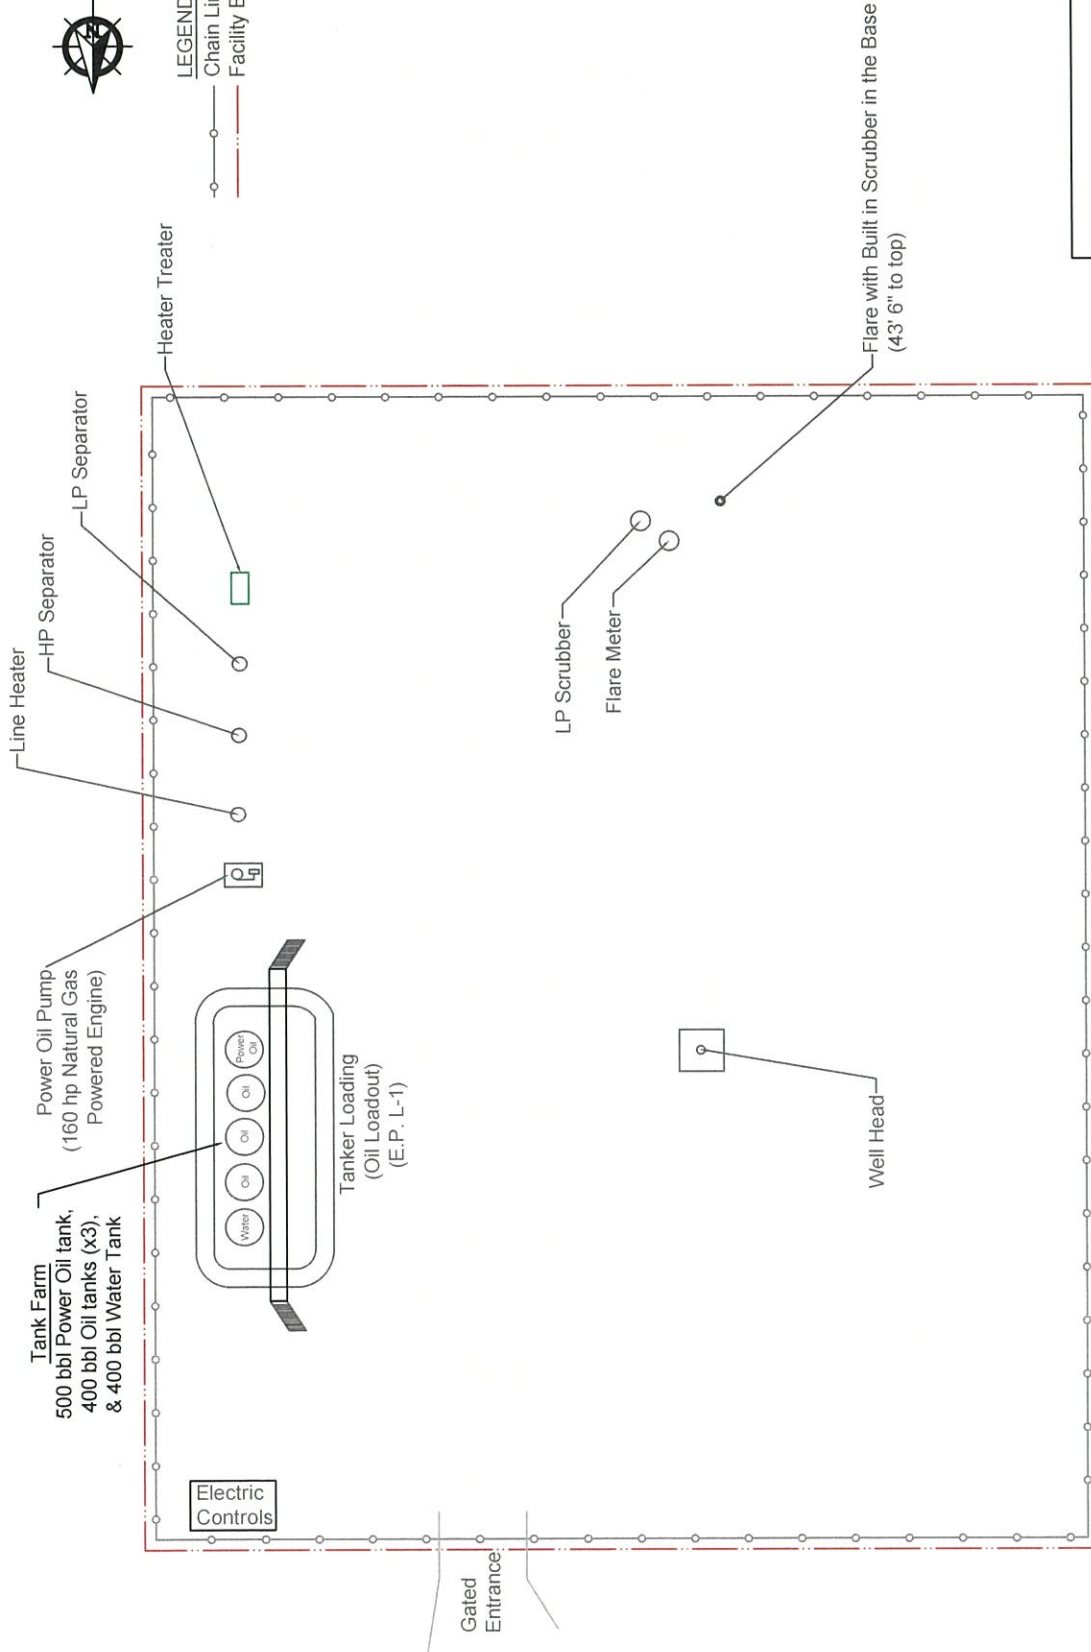 N
LEGEND
Chain Li
Facility
Line Heater
HP Separator
LP Separator
Heater Treater
Power Oil Pump
(160 hp Natural Gas
Powered Engine)
Tank Farm
500 bbl Power Oil tank,
400 bbl Oil tanks (x3),
& 400 bbl Water Tank
Water
Oil
Oil
Oil
Power
Oil
Tanker Loading
(Oil Loadout)
(E.P. L-1)
Electric
Controls
Gated
Entrance
LP Scrubber
Flare Meter
Flare with Built in Scrubber in the Base
(43' 6" to top)
Well Head